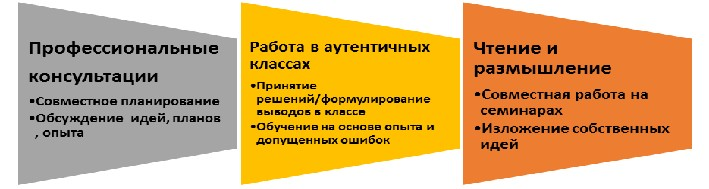 Профессиональные
консультации
•Совместное планирование
•Обсуждение идей, планов
, опыта
Работа в аутентичных
классах
•Принятие
решений/формулирование
выводов в классе
•Обучение на основе опыта и
допущенных ошибок
Чтение и
размышление
•Совместная работа на
семинарах
•Изложение собственных
идей